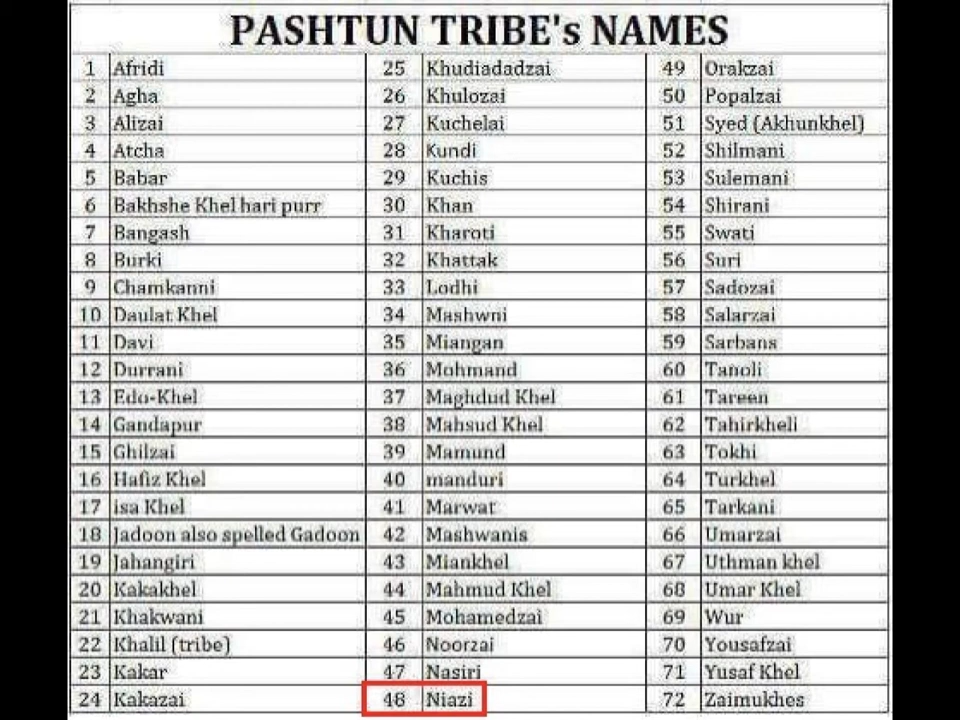 PASHTUN TRIBE's NAMES
1 Afridi 25 Khudiadadzai 49 Orakzai
2 Agha 26 Khulozai 50 Popalzai
3 Alizai 27 Kuchelai 51 Syed (Akhunkhel)
4 Atcha 28 Kundi 52 Shilmani
5 Babar 29 Kuchis 53 Sulemani
6 Bakhshe Khel hari purr 30 Khan 54 Shirani
7 Bangash 31 Kharoti 55 Swati
8 Burki 32 Khattak 56 Suri
9 Chamkanni 33 Lodhi 57 Sadozai
10 Daulat Khel 34 Mashwni 58 Salarzai
11 Davi 35 Miangan 59 Sarbans
12 Durrani 36 Mohmand 60 Tanoli
13 Edo-Khel 37 Maghdud Khel 61 Tareen
14 Gandapur 38 Mahsud Khel 62 Tahirkheli
15 Ghilzai 39 Mamund 63 Tokhi
16 Hafiz Khel 40 manduri 64 Turkhel
17 isa Khel 41 Marwat 65 Tarkani
18 Jadoon also spelled Gadoon 42 Mashwanis 66 Umarzai
19 Jahangiri 43 Miankhel 67 Uthman khel
20 Kakakhel 44 Mahmud Khel 68 Umar Khel
21 Khakwani 45 Mohamedzai 69 Wur
22 Khalil (tribe) 46 Noorzai 70 Yousafzai
23 Kakar 47 Nasiri 71 Yusaf Khel
24 Kakazai 48 Niazi 72 Zaimukhes